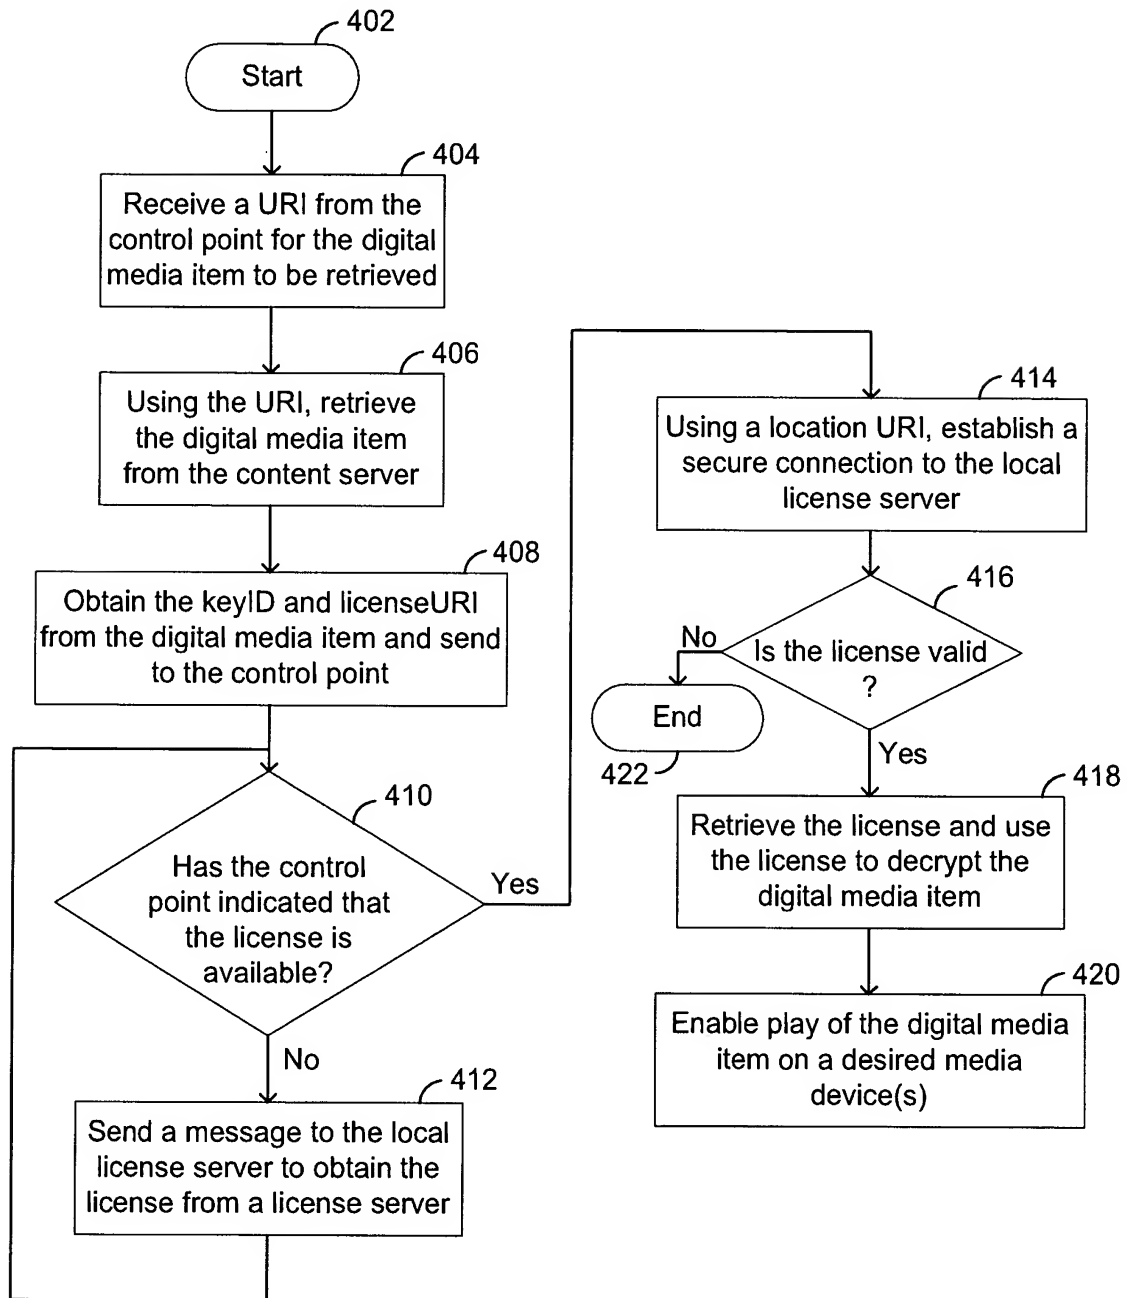 402
Start
404
Receive a URI from the
control point for the digital
media item to be retrieved
406
Using the URI, retrieve
the digital media item
from the content server
408
Obtain the keyID and licenseURI
from the digital media item and send
to the control point
410
Has the control
point indicated that
the license is
available?
Yes
No
412
Send a message to the local
license server to obtain the
license from a license server
414
Using a location URI, establish a
secure connection to the local
license server
416
Is the license valid
?
No
End
422
Yes
418
Retrieve the license and use
the license to decrypt the
digital media item
420
Enable play of the digital media
item on a desired media
device(s)